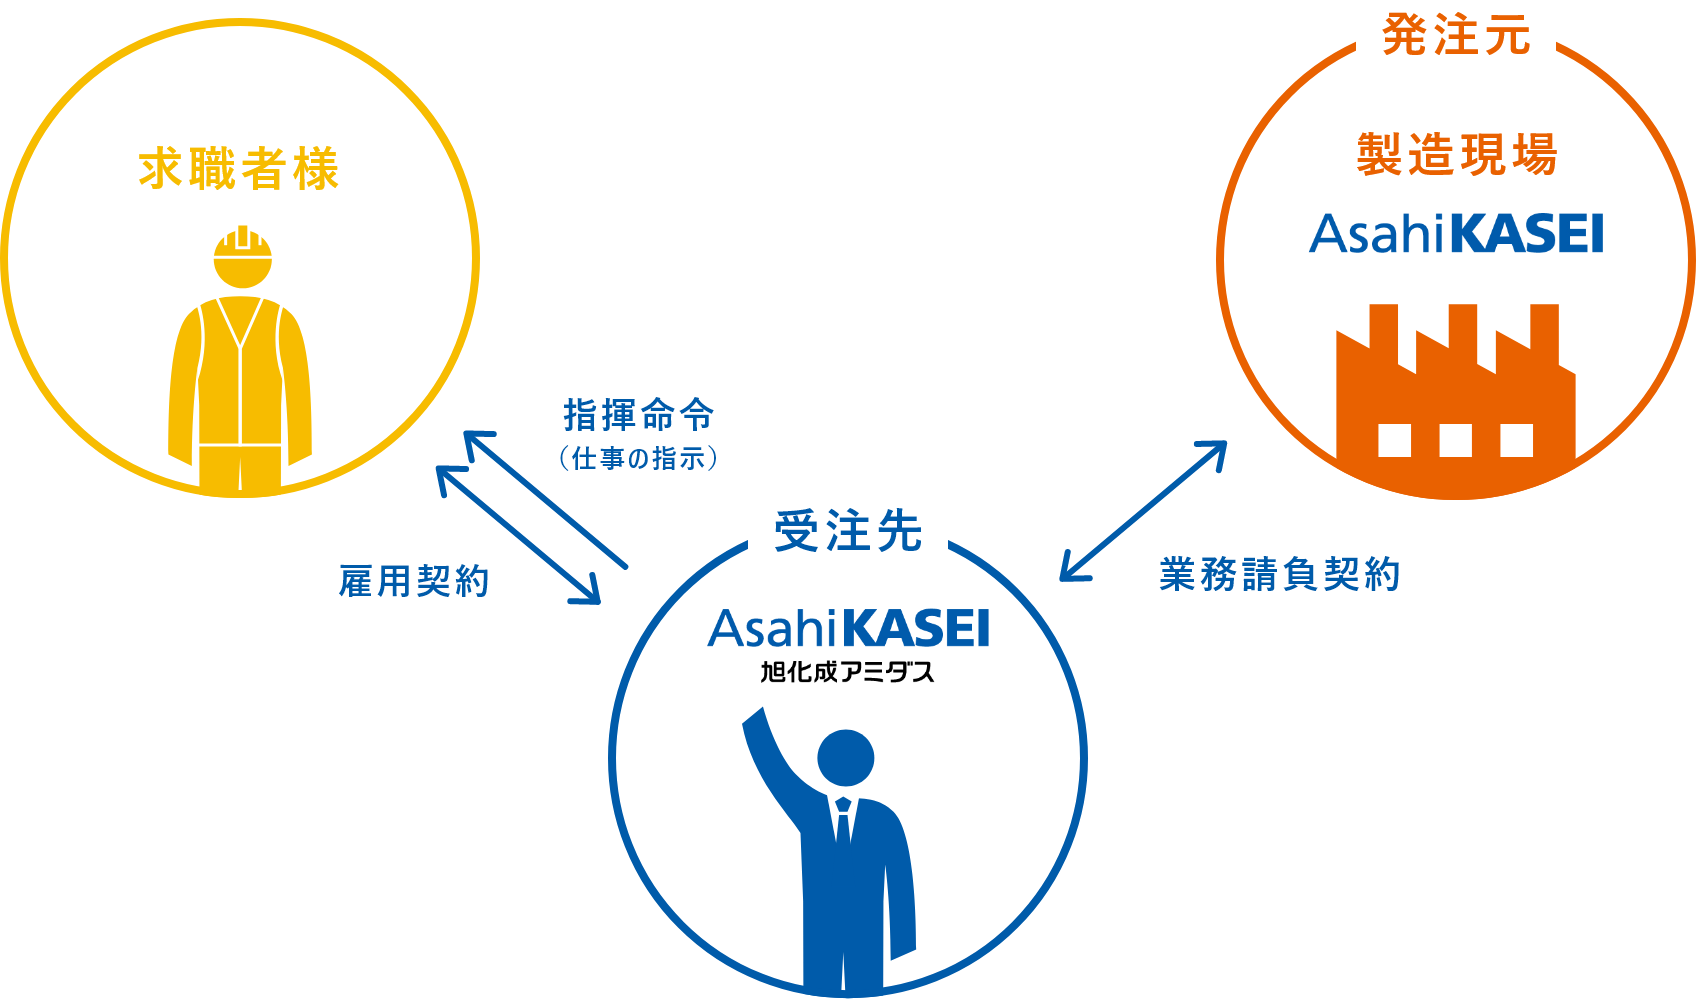 求職者様
発注元
製造現場
AsahiKASEI
指揮命令
（仕事の指示）
雇用契約
受注先
AsahiKASEI
旭化成アミダス
業務請負契約